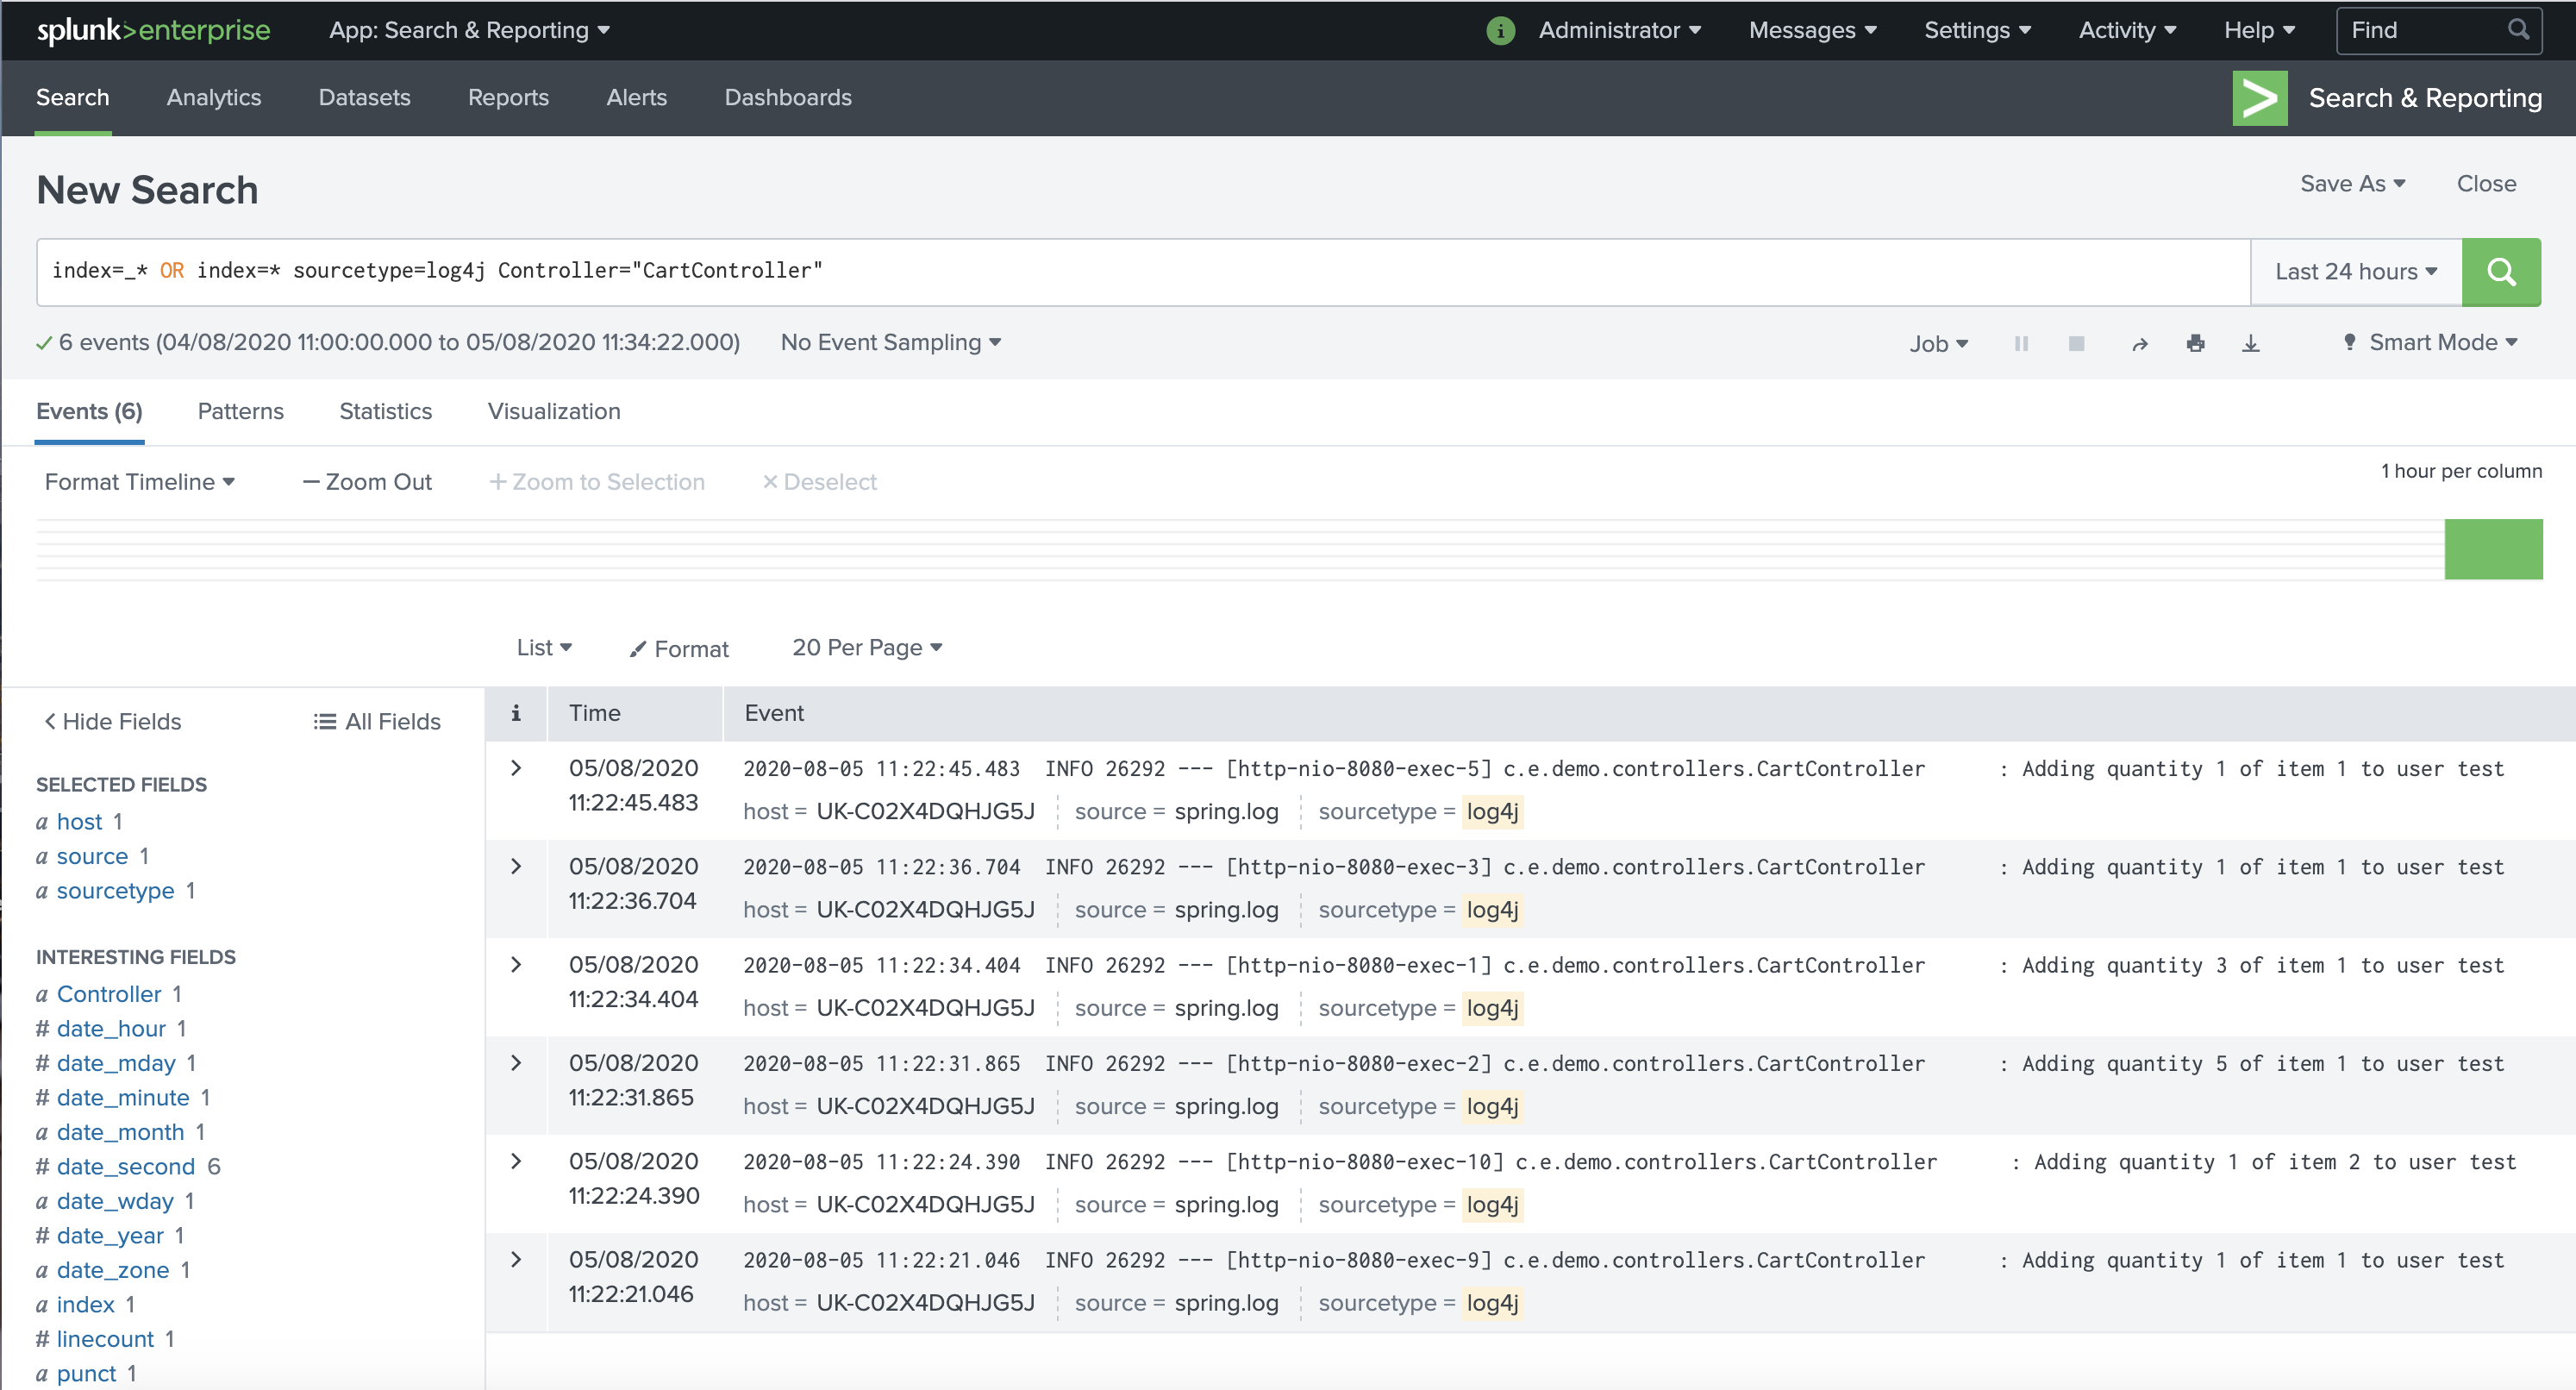 splunk>enterprise App: Search & Reporting i Administrator Messages Settings Activity Help Find
Search Analytics Datasets Reports Alerts Dashboards Search & Reporting
New Search Save As Close
index=_* OR index=* sourcetype=log4j Controller="CartController" Last 24 hours
6 events (04/08/2020 11:00:00.000 to 05/08/2020 11:34:22.000) No Event Sampling Job Smart Mode
Events (6) Patterns Statistics Visualization
Format Timeline — Zoom Out + Zoom to Selection × Deselect 1 hour per column
List Format 20 Per Page
< Hide Fields All Fields
SELECTED FIELDS
a host 1
a source 1
a sourcetype 1
INTERESTING FIELDS
a Controller 1
# date_hour 1
# date_mday 1
# date_minute 1
a date_month 1
# date_second 6
a date_wday 1
# date_year 1
a date_zone 1
a index 1
# linecount 1
a punct 1
i Time Event
> 05/08/2020 2020-08-05 11:22:45.483 INFO 26292 --- [http-nio-8080-exec-5] c.e.demo.controllers.CartController : Adding quantity 1 of item 1 to user test
11:22:45.483 host = UK-C02X4DQHJG5J source = spring.log sourcetype = log4j
> 05/08/2020 2020-08-05 11:22:36.704 INFO 26292 --- [http-nio-8080-exec-3] c.e.demo.controllers.CartController : Adding quantity 1 of item 1 to user test
11:22:36.704 host = UK-C02X4DQHJG5J source = spring.log sourcetype = log4j
> 05/08/2020 2020-08-05 11:22:34.404 INFO 26292 --- [http-nio-8080-exec-1] c.e.demo.controllers.CartController : Adding quantity 3 of item 1 to user test
11:22:34.404 host = UK-C02X4DQHJG5J source = spring.log sourcetype = log4j
> 05/08/2020 2020-08-05 11:22:31.865 INFO 26292 --- [http-nio-8080-exec-2] c.e.demo.controllers.CartController : Adding quantity 5 of item 1 to user test
11:22:31.865 host = UK-C02X4DQHJG5J source = spring.log sourcetype = log4j
> 05/08/2020 2020-08-05 11:22:24.390 INFO 26292 --- [http-nio-8080-exec-10] c.e.demo.controllers.CartController : Adding quantity 1 of item 2 to user test
11:22:24.390 host = UK-C02X4DQHJG5J source = spring.log sourcetype = log4j
> 05/08/2020 2020-08-05 11:22:21.046 INFO 26292 --- [http-nio-8080-exec-9] c.e.demo.controllers.CartController : Adding quantity 1 of item 1 to user test
11:22:21.046 host = UK-C02X4DQHJG5J source = spring.log sourcetype = log4j